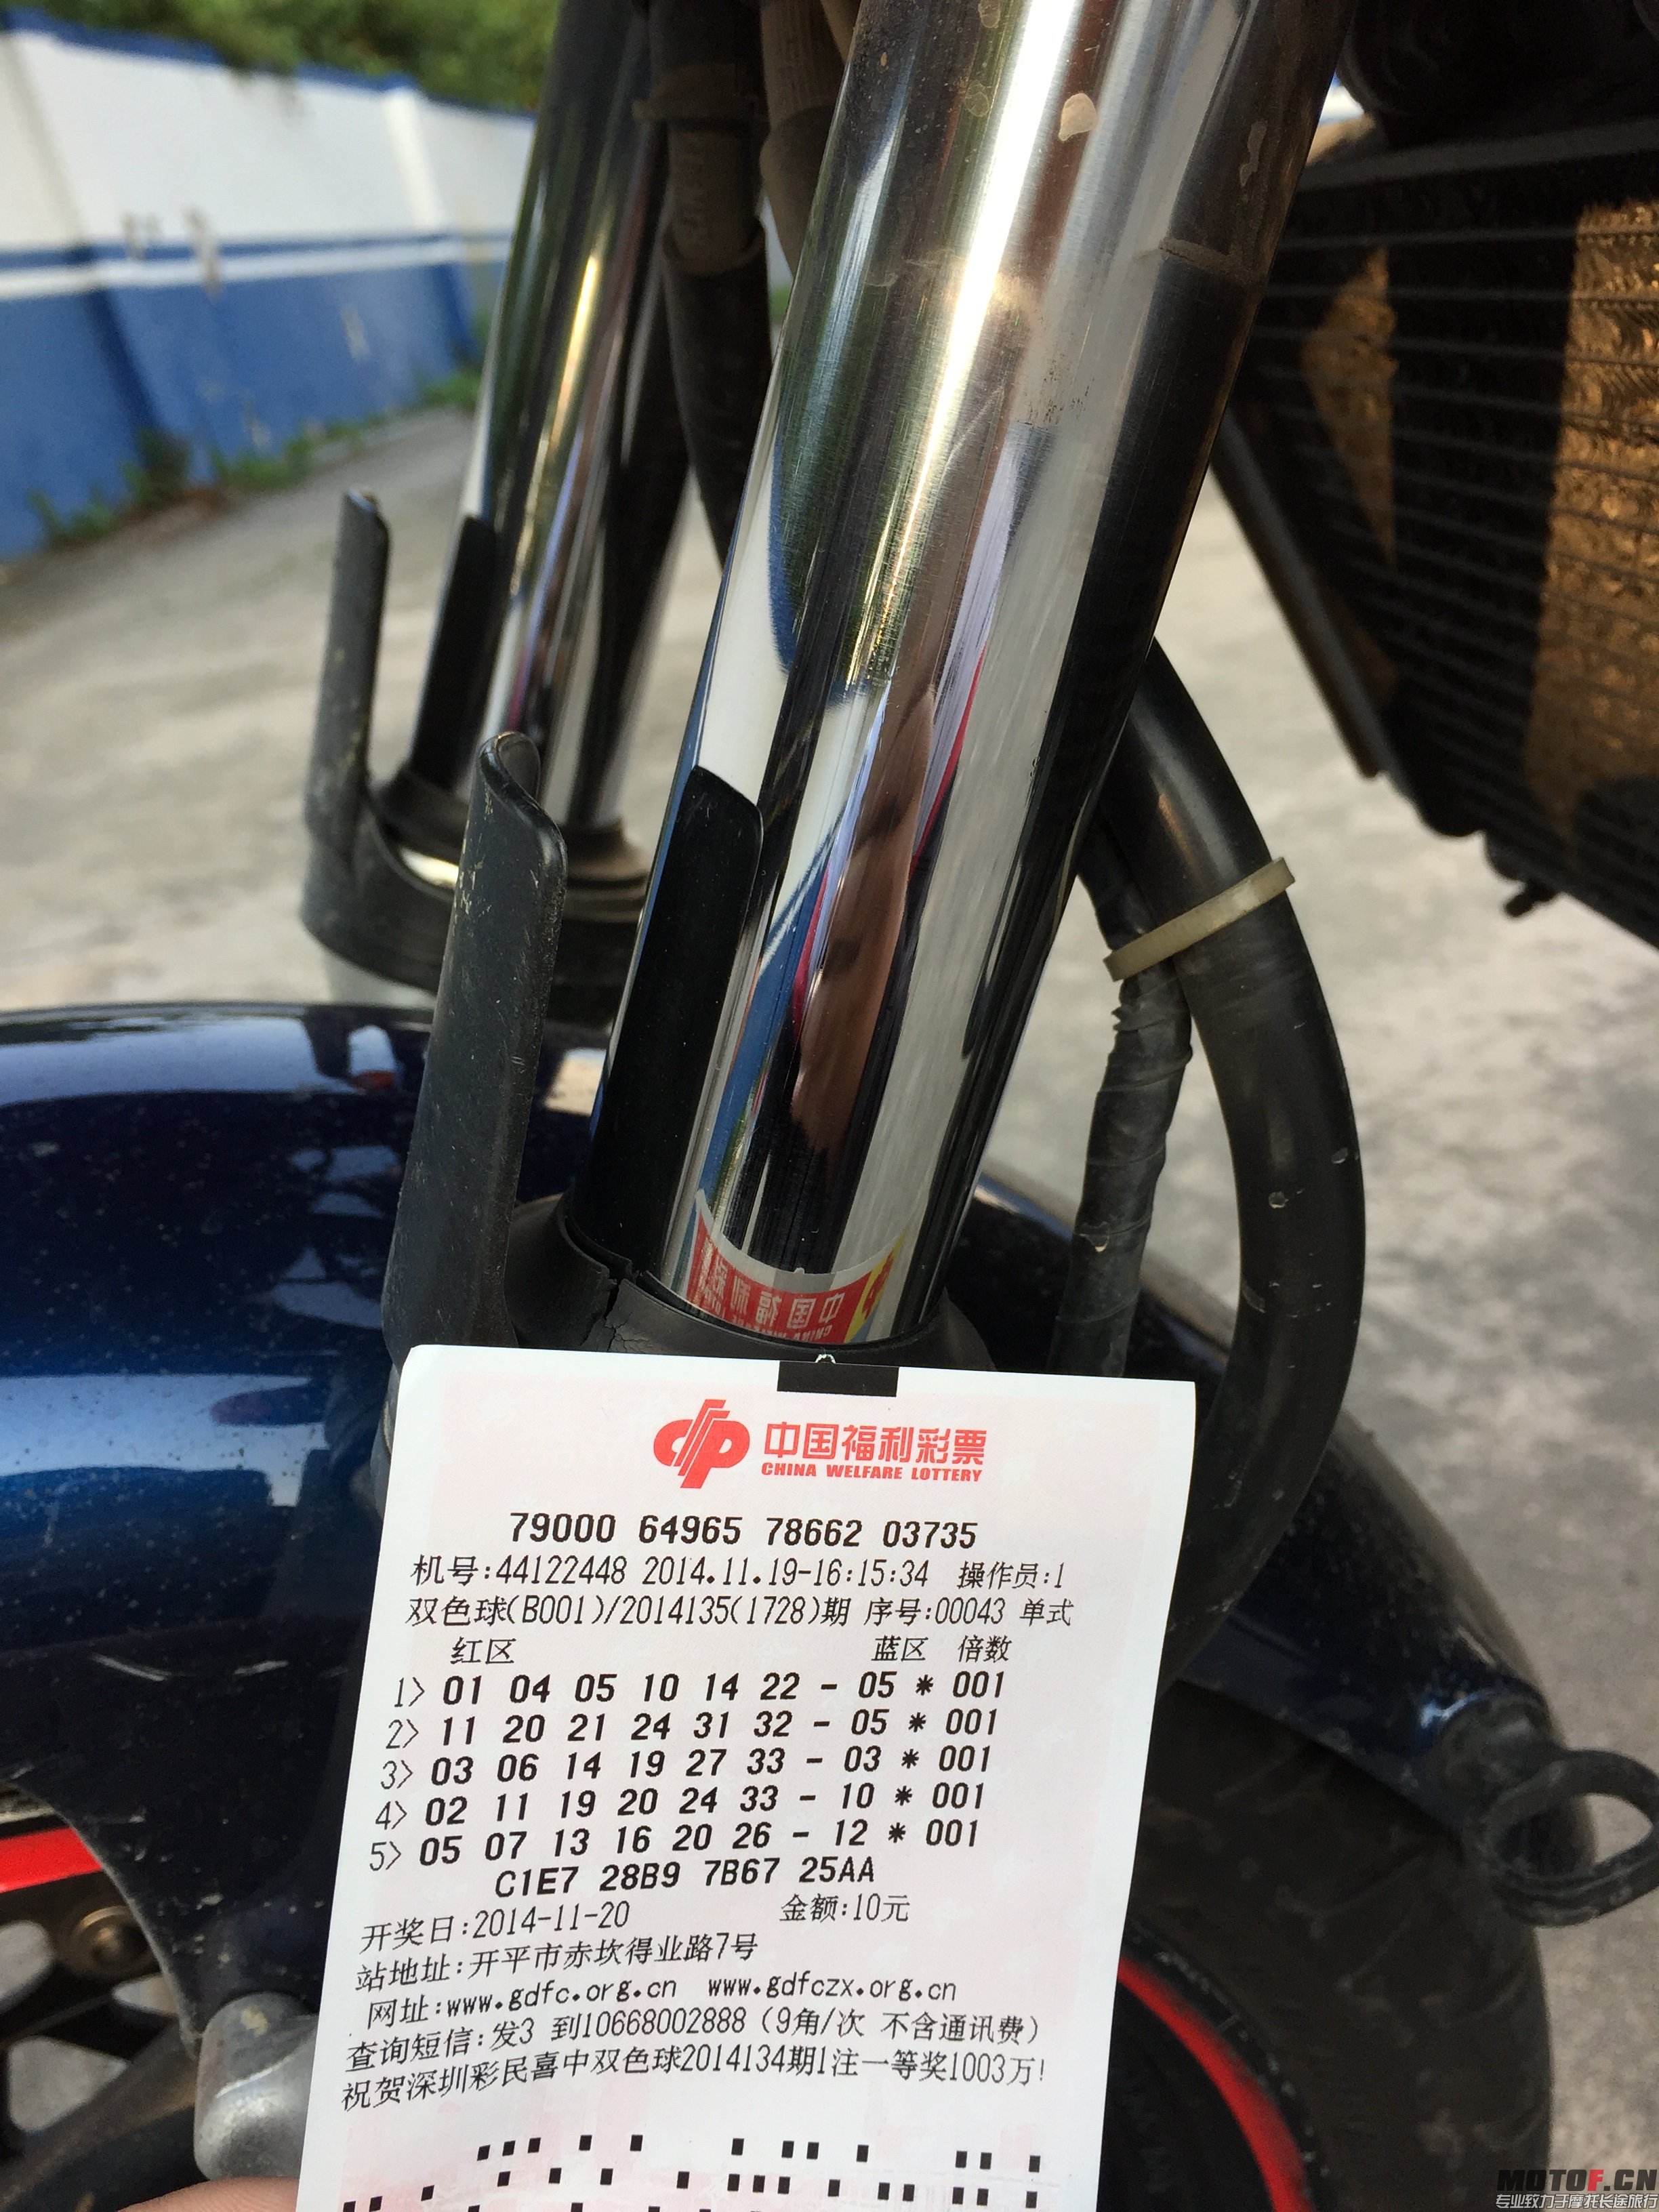 中国福利彩票
CHINA WELFARE LOTTERY
79000 64965 78662 03735
机号:44122448 2014.11.19-16:15:34 操作员:1
双色球(B001)/2014135(1728)期 序号:00043 单式
红区 蓝区 倍数
1> 01 04 05 10 14 22 - 05 * 001
2> 11 20 21 24 31 32 - 05 * 001
3> 03 06 14 19 27 33 - 03 * 001
4> 02 11 19 20 24 33 - 10 * 001
5> 05 07 13 16 20 26 - 12 * 001
C1E7 28B9 7B67 25AA
开奖日:2014-11-20 金额:10元
站地址:开平市赤坎得业路7号
网址:www.gdfc.org.cn www.gdfczx.org.cn
查询短信:发3 到10668002888（9角/次 不含通讯费）
祝贺深圳彩民喜中双色球2014134期1注一等奖1003万!
MOTOF.CN
专业致力于摩托长途旅行